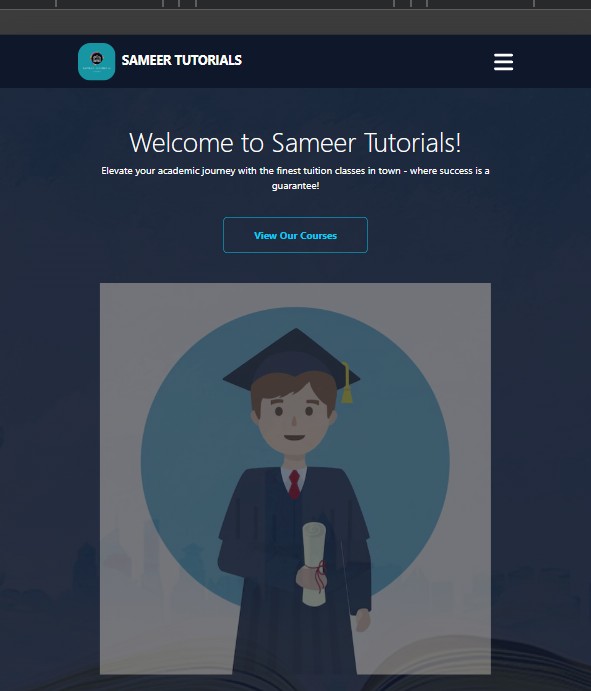 SAMEER TUTORIALS
Welcome to Sameer Tutorials!
Elevate your academic journey with the finest tuition classes in town - where success is a
guarantee!
View Our Courses